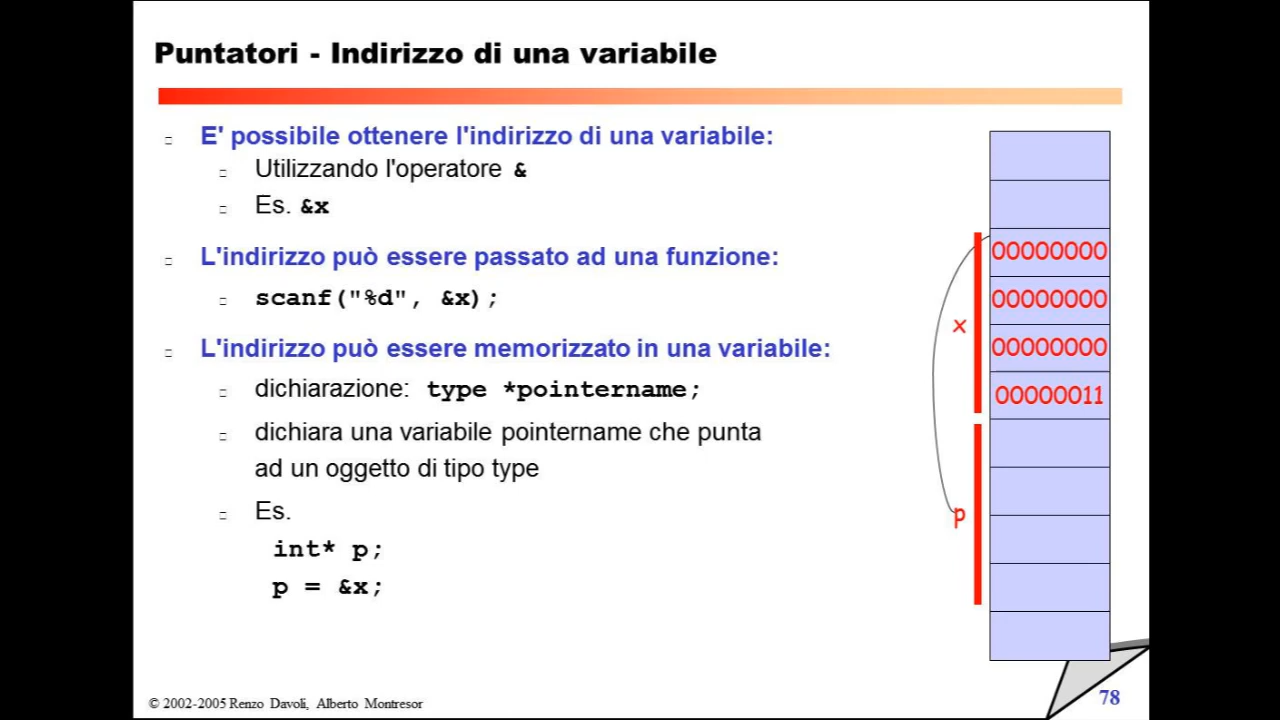 Puntatori - Indirizzo di una variabile
E' possibile ottenere l'indirizzo di una variabile:
Utilizzando l'operatore &
Es. &x
L'indirizzo può essere passato ad una funzione:
scanf("%d", &x);
L'indirizzo può essere memorizzato in una variabile:
dichiarazione: type *pointername;
dichiara una variabile pointername che punta
ad un oggetto di tipo type
Es.
int* p;
p = &x;
00000000
00000000
x
00000000
00000011
p
© 2002-2005 Renzo Davoli, Alberto Montresor
78